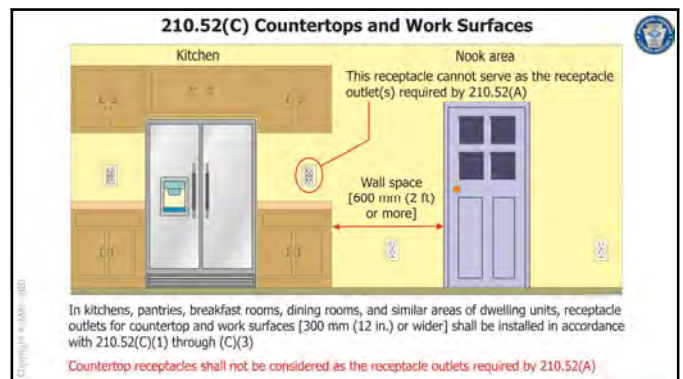 210.52(C) Countertops and Work Surfaces
Kitchen
Nook area
This receptacle cannot serve as the receptacle
outlet(s) required by 210.52(A)
Wall space
[600 mm (2 ft)
or more]
In kitchens, pantries, breakfast rooms, dining rooms, and similar areas of dwelling units, receptacle
outlets for countertop and work surfaces [300 mm (12 in.) or wider] shall be installed in accordance
with 210.52(C)(1) through (C)(3)
Countertop receptacles shall not be considered as the receptacle outlets required by 210.52(A)